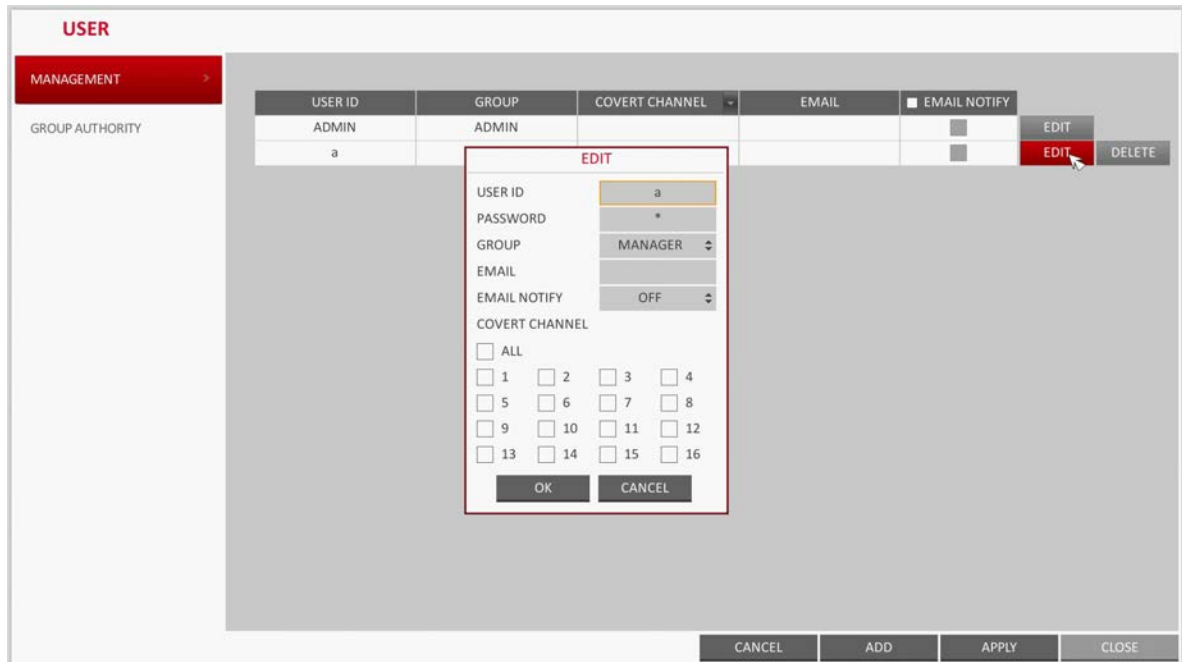 USER
MANAGEMENT >
GROUP AUTHORITY
USER ID GROUP COVERT CHANNEL EMAIL EMAIL NOTIFY
ADMIN ADMIN EDIT
a EDIT DELETE
EDIT
USER ID a
PASSWORD *
GROUP MANAGER
EMAIL
EMAIL NOTIFY OFF
COVERT CHANNEL
ALL
1 2 3 4
5 6 7 8
9 10 11 12
13 14 15 16
OK CANCEL
CANCEL ADD APPLY CLOSE